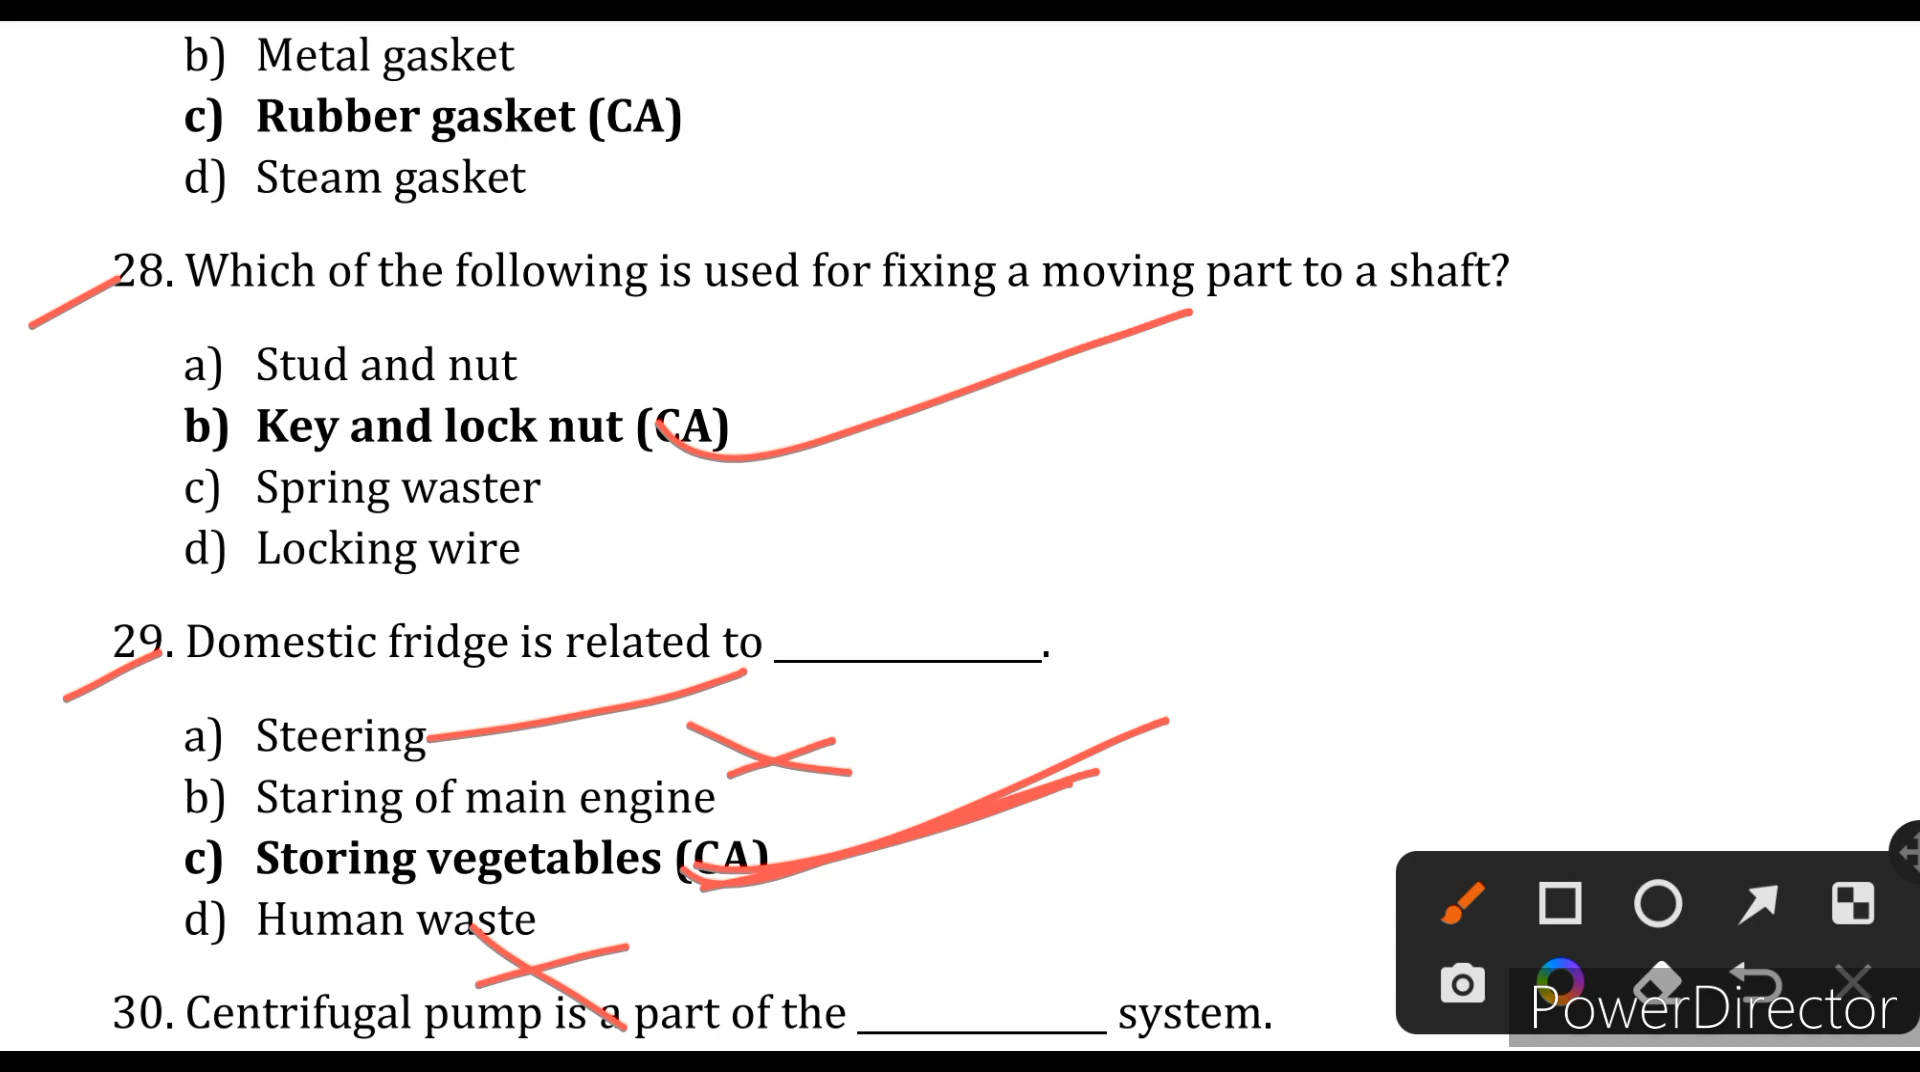 b) Metal gasket
c) Rubber gasket (CA)
d) Steam gasket
28. Which of the following is used for fixing a moving part to a shaft?
a) Stud and nut
b) Key and lock nut (CA)
c) Spring waster
d) Locking wire
29. Domestic fridge is related to ____________.
a) Steering
b) Staring of main engine
c) Storing vegetables (CA)
d) Human waste
30. Centrifugal pump is a part of the ___________ system.
PowerDirector